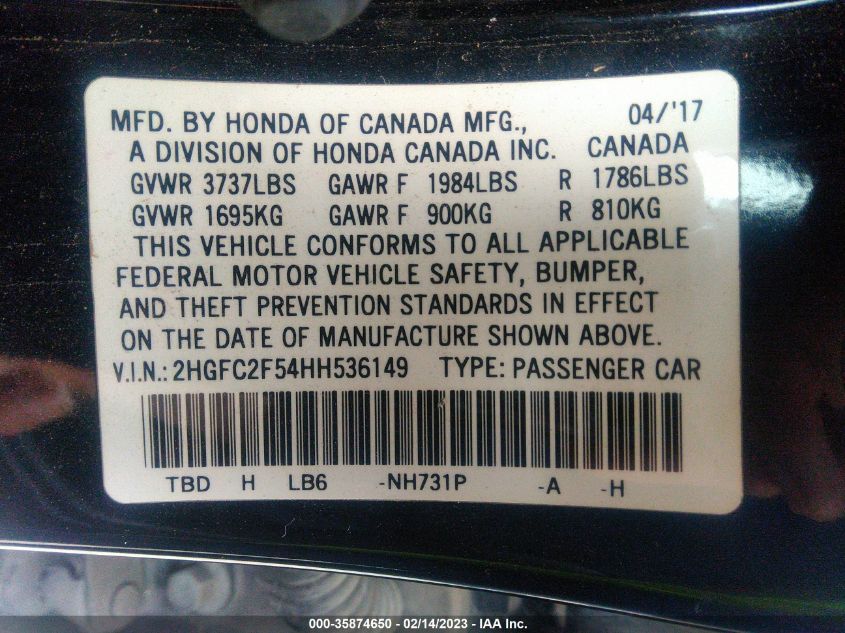 MFD. BY HONDA OF CANADA MFG., 04/'17
A DIVISION OF HONDA CANADA INC. CANADA
GVWR 3737LBS GAWR F 1984LBS R 1786LBS
GVWR 1695KG GAWR F 900KG R 810KG
THIS VEHICLE CONFORMS TO ALL APPLICABLE
FEDERAL MOTOR VEHICLE SAFETY, BUMPER,
AND THEFT PREVENTION STANDARDS IN EFFECT
ON THE DATE OF MANUFACTURE SHOWN ABOVE.
V.I.N.: 2HGFC2F54HH536149 TYPE: PASSENGER CAR
TBD H LB6 -NH731P -A -H
000-35874650 - 02/14/2023 - IAA Inc.